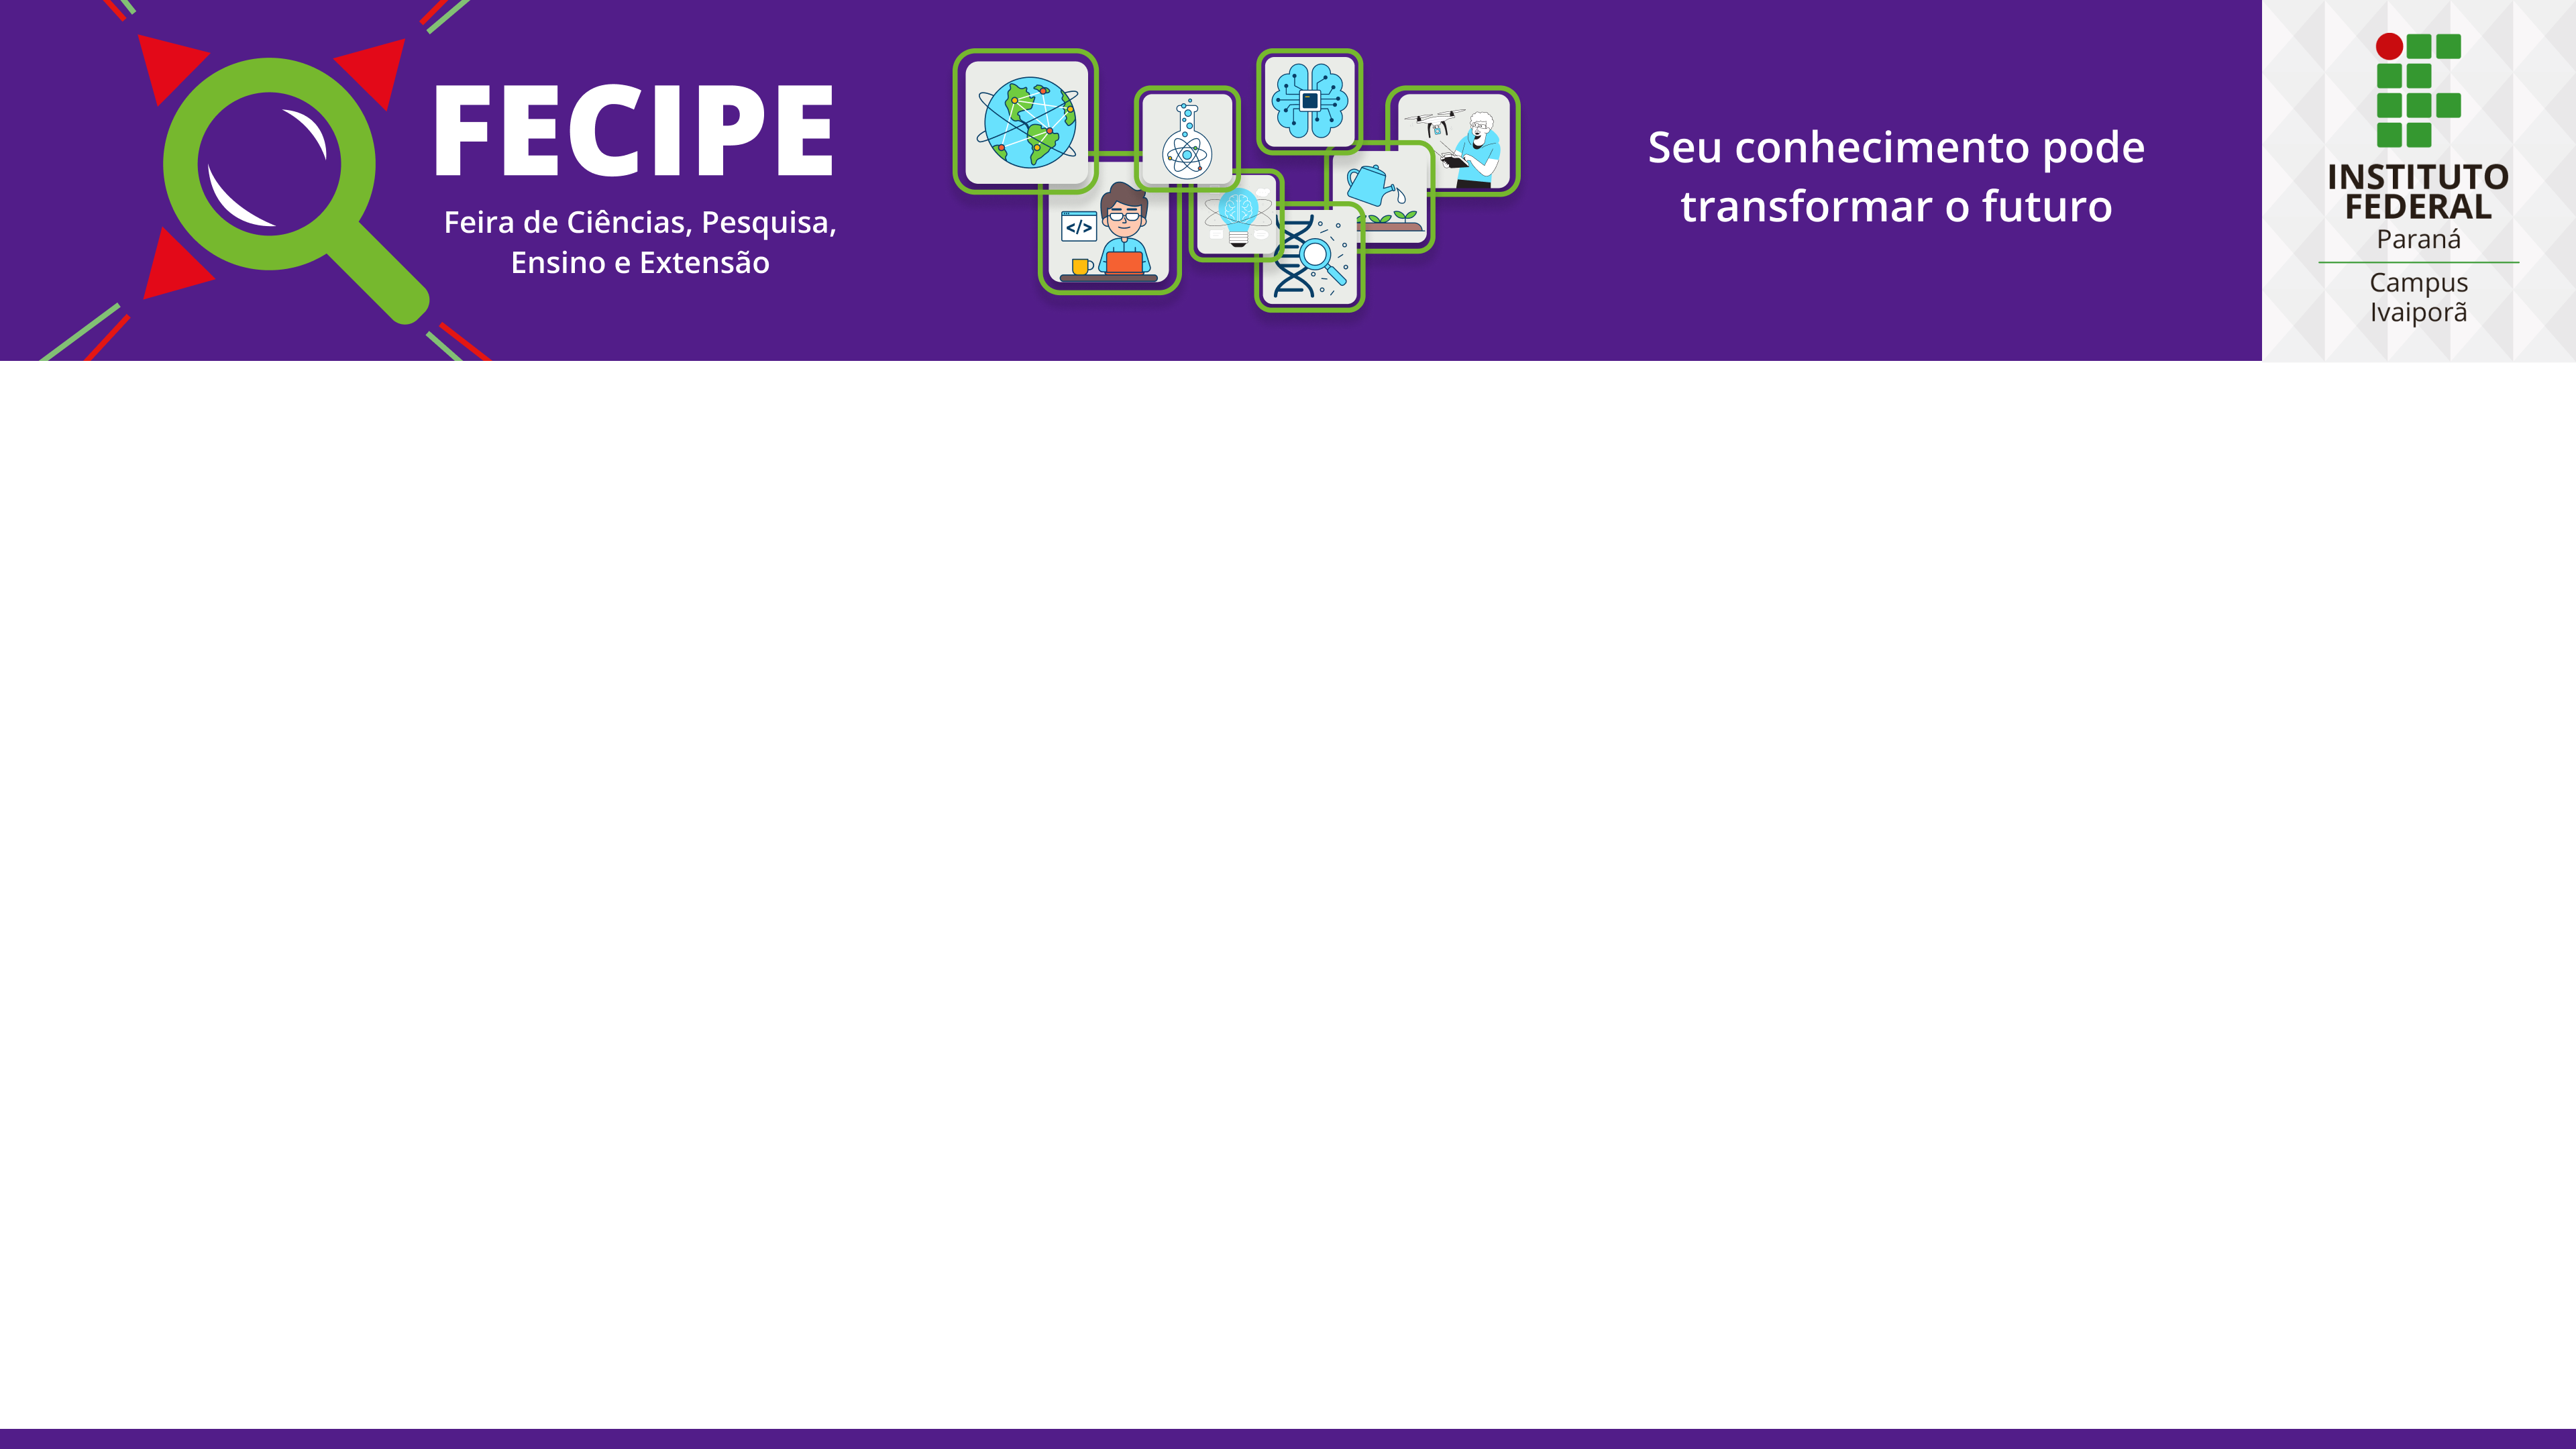 FECIPE
Feira de Ciências, Pesquisa,
Ensino e Extensão
</>
Seu conhecimento pode
transformar o futuro
INSTITUTO
FEDERAL
Paraná
Campus
Ivaiporã